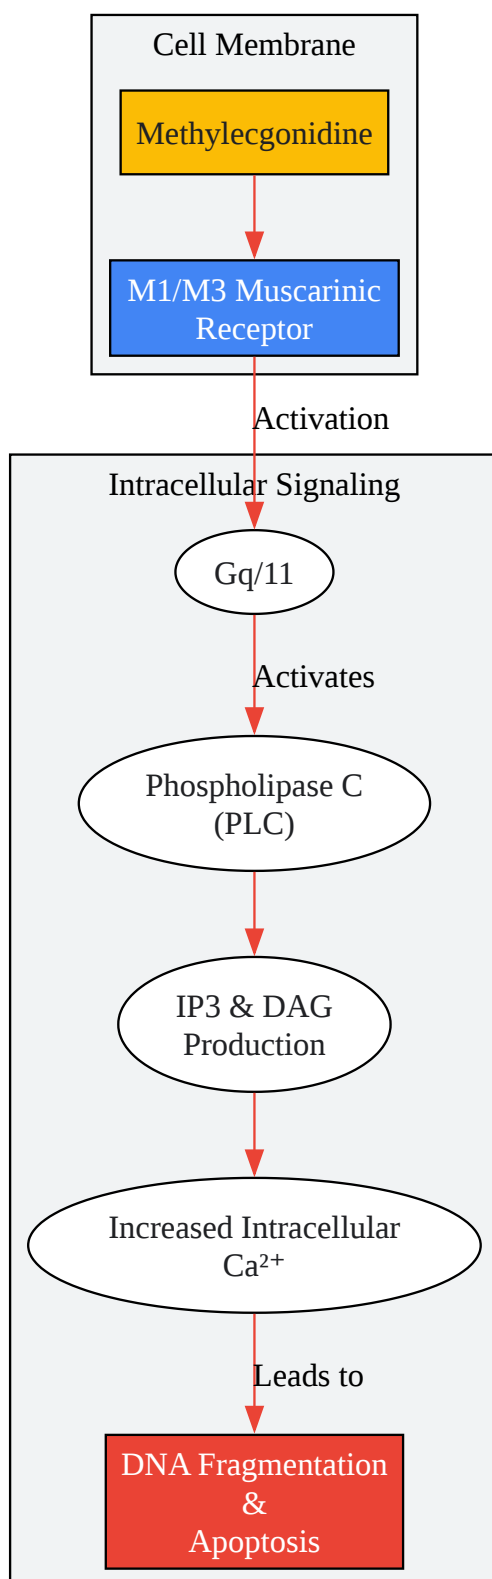 Cell Membrane
Methylecgonidine
M1/M3 Muscarinic
Receptor
Activation
Intracellular Signaling
Gq/11
Activates
Phospholipase C
(PLC)
IP3 & DAG
Production
Increased Intracellular
Ca²⁺
Leads to
DNA Fragmentation
&
Apoptosis